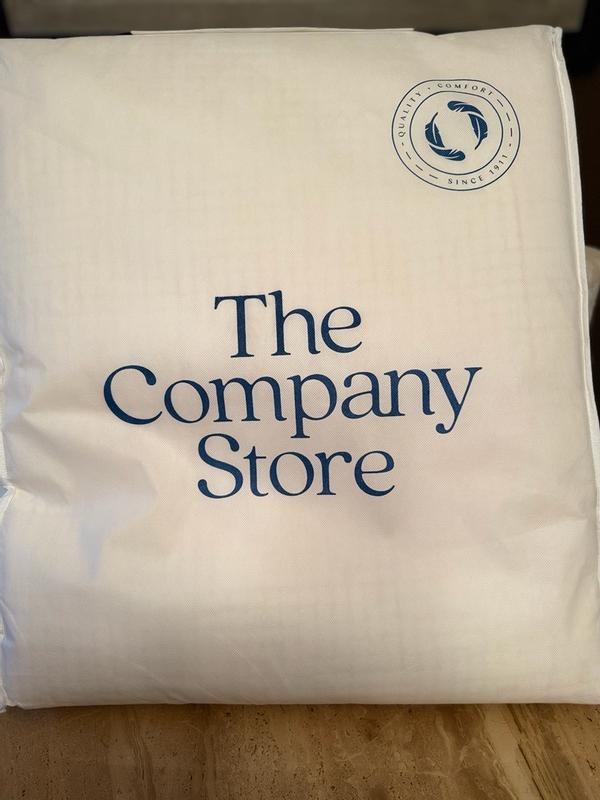 QUALITY · COMFORT
SINCE 1911
The
Company
Store